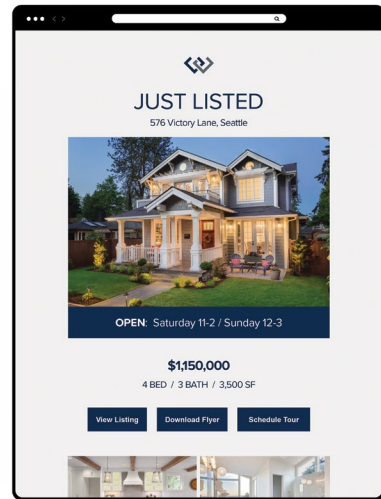 JUST LISTED
576 Victory Lane, Seattle
OPEN: Saturday 11-2 / Sunday 12-3
$1,150,000
4 BED / 3 BATH / 3,500 SF
View Listing Download Flyer Schedule Tour